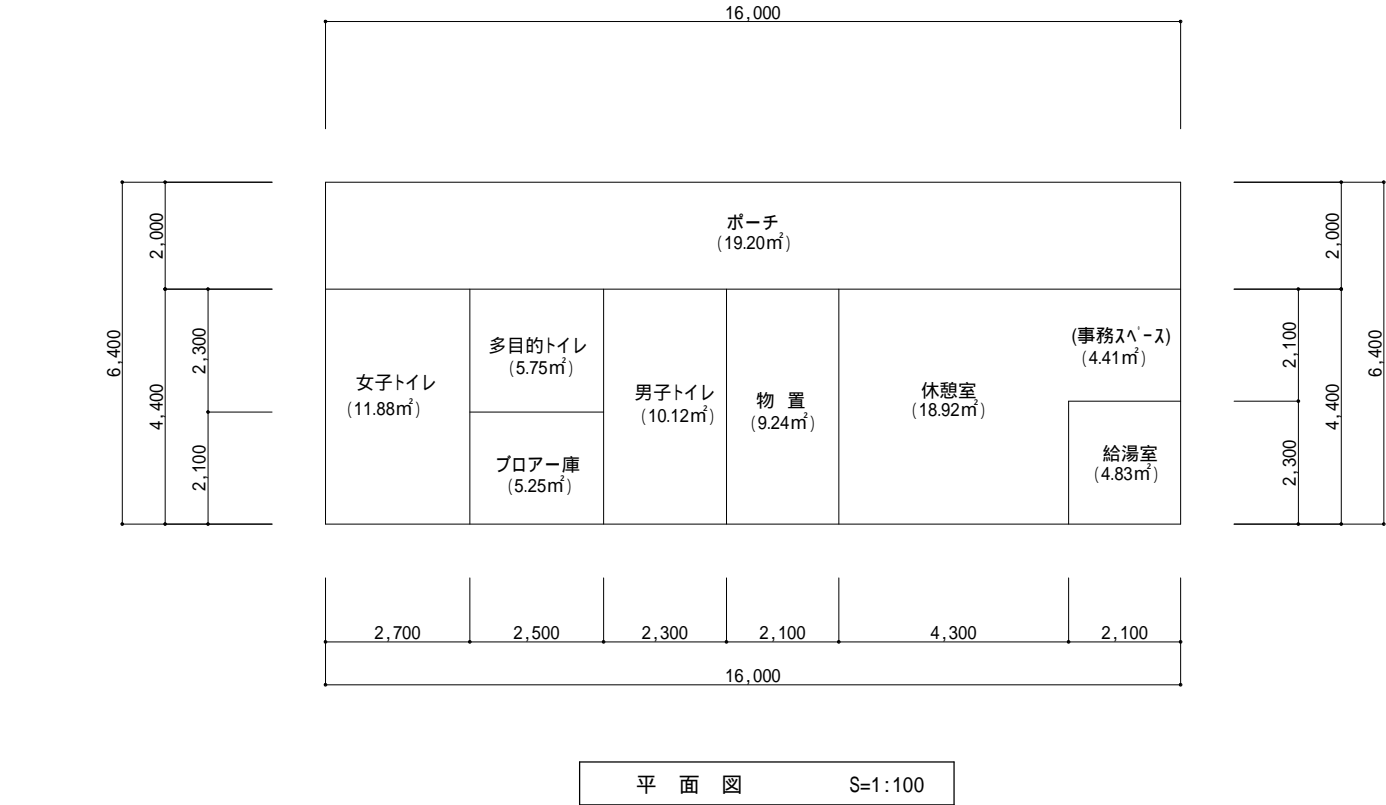 16,000
ポーチ
(19.20㎡)
2,000
2,300
2,100
4,400
6,400
2,000
2,100
2,300
4,400
6,400
女子トイレ
(11.88㎡)
多目的トイレ
(5.75㎡)
ブロアー庫
(5.25㎡)
男子トイレ
(10.12㎡)
物 置
(9.24㎡)
休憩室
(18.92㎡)
(事務ｽﾍﾟｰｽ)
(4.41㎡)
給湯室
(4.83㎡)
2,700 2,500 2,300 2,100 4,300 2,100
16,000
平 面 図 S=1:100